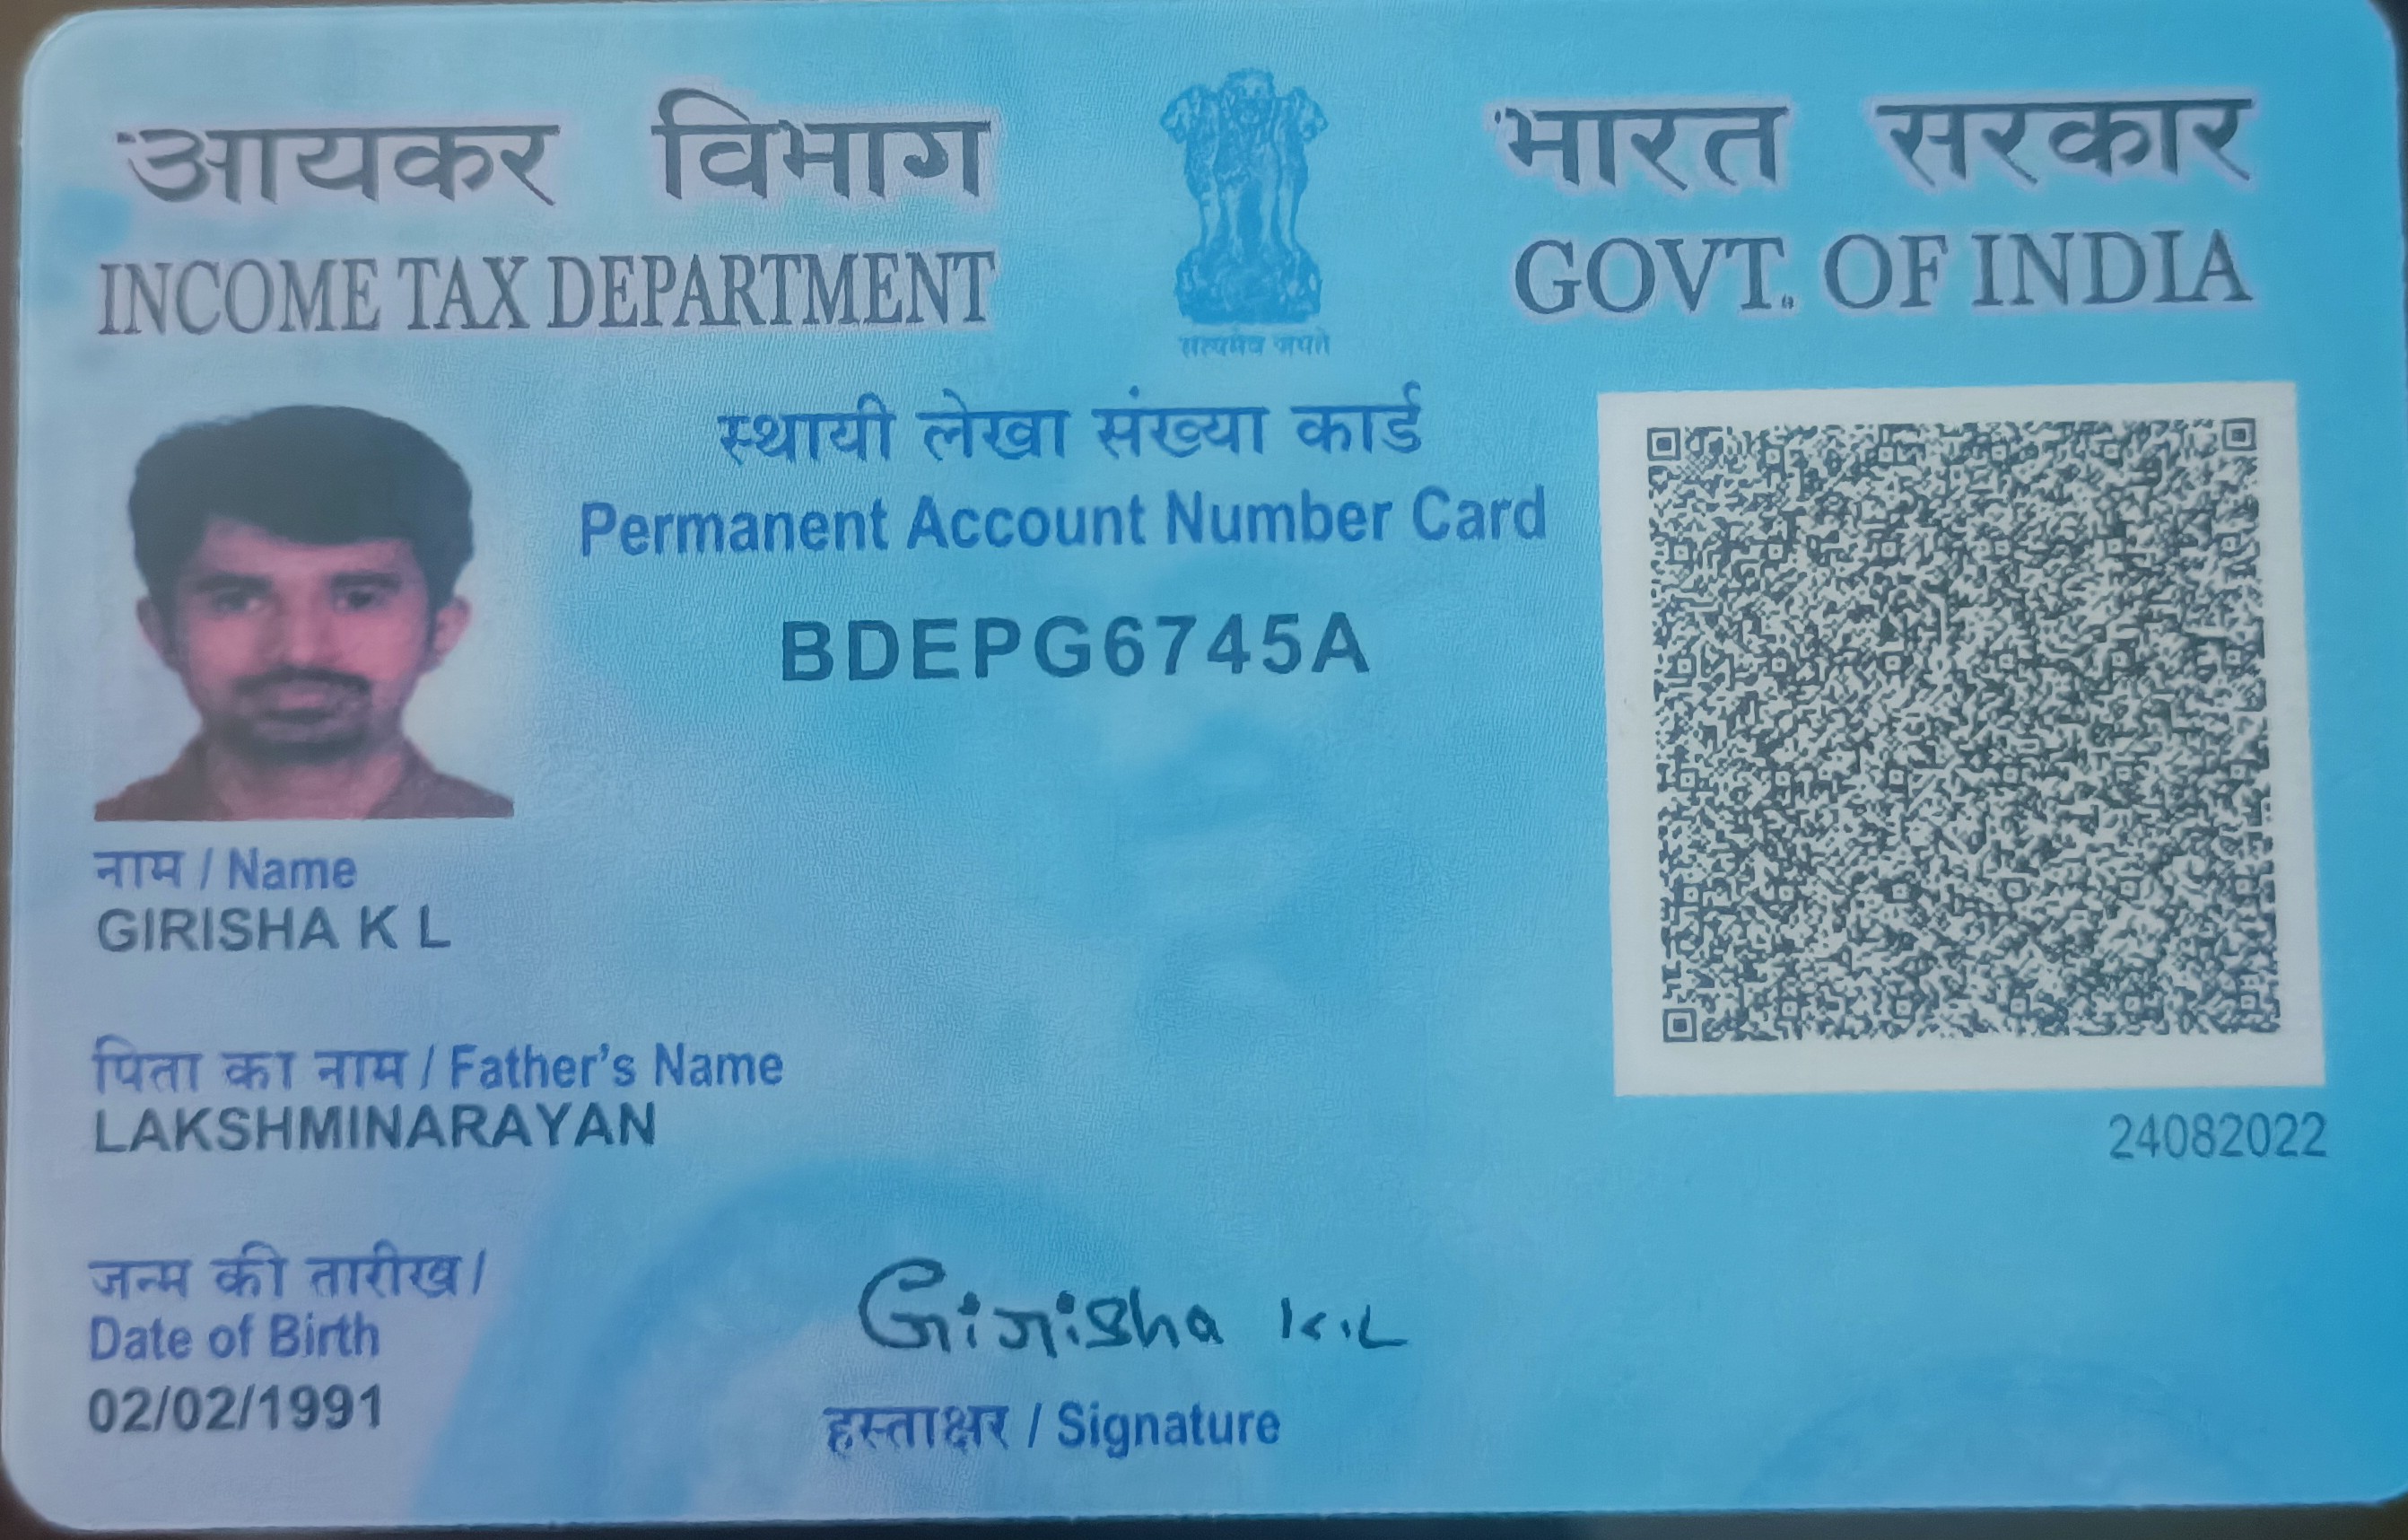 आयकर विभाग
INCOME TAX DEPARTMENT
सत्यमेव जयते
भारत सरकार
GOVT. OF INDIA
स्थायी लेखा संख्या कार्ड
Permanent Account Number Card
BDEPG6745A
नाम / Name
GIRISHA K L
पिता का नाम / Father's Name
LAKSHMINARAYAN
24082022
जन्म की तारीख /
Date of Birth
02/02/1991
Girisha K.L
हस्ताक्षर / Signature